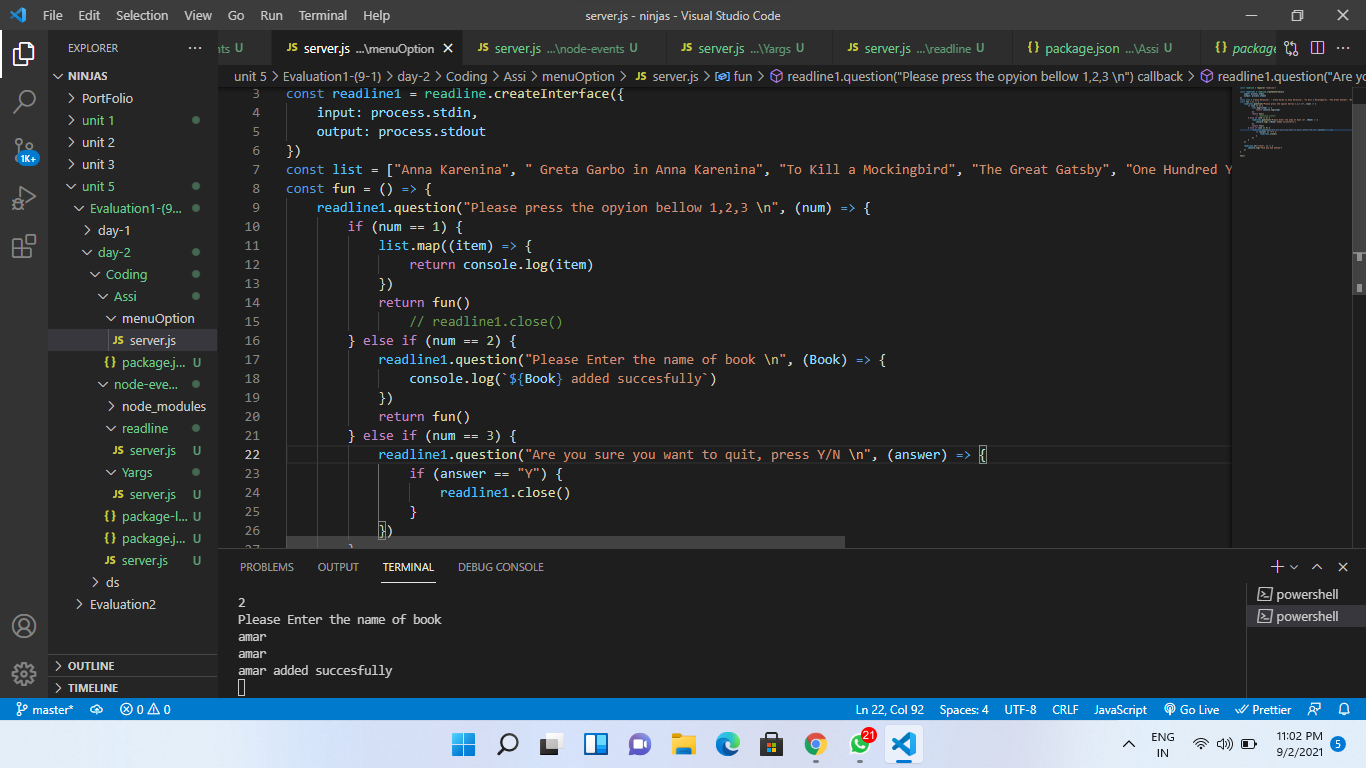 File Edit Selection View Go Run Terminal Help server.js - ninjas - Visual Studio Code
EXPLORER ...
nts U
JS server.js ...\menuOption
JS server.js ...\node-events U
JS server.js ...\Yargs U
JS server.js ...\readline U
{} package.json ...\Assi U
{} package
unit 5 > Evaluation1-(9-1) > day-2 > Coding > Assi > menuOption > JS server.js > fun > readline1.question("Please press the opyion bellow 1,2,3 \n") callback > readline1.question("Are yo
NINJAS
PortFolio
unit 1
unit 2
unit 3
unit 5
Evaluation1-(9...
day-1
day-2
Coding
Assi
menuOption
JS server.js
{} package.j... U
node-eve...
node_modules
readline
JS server.js U
Yargs
JS server.js U
{} package-l... U
{} package.j... U
JS server.js U
ds
Evaluation2
OUTLINE
TIMELINE
1K+
3 const readline1 = readline.createInterface({
4 input: process.stdin,
5 output: process.stdout
6 })
7 const list = ["Anna Karenina", " Greta Garbo in Anna Karenina", "To Kill a Mockingbird", "The Great Gatsby", "One Hundred Y
8 const fun = () => {
9 readline1.question("Please press the opyion bellow 1,2,3 \n", (num) => {
10 if (num == 1) {
11 list.map((item) => {
12 return console.log(item)
13 })
14 return fun()
15 // readline1.close()
16 } else if (num == 2) {
17 readline1.question("Please Enter the name of book \n", (Book) => {
18 console.log(`${Book} added succesfully`)
19 })
20 return fun()
21 } else if (num == 3) {
22 readline1.question("Are you sure you want to quit, press Y/N \n", (answer) => {
23 if (answer == "Y") {
24 readline1.close()
25 }
26 })
27 }
PROBLEMS OUTPUT TERMINAL DEBUG CONSOLE
2
Please Enter the name of book
amar
amar
amar added succesfully
powershell
powershell
master* 0 0 Ln 22, Col 92 Spaces: 4 UTF-8 CRLF JavaScript Go Live Prettier
21
ENG
IN
11:02 PM
9/2/2021
5